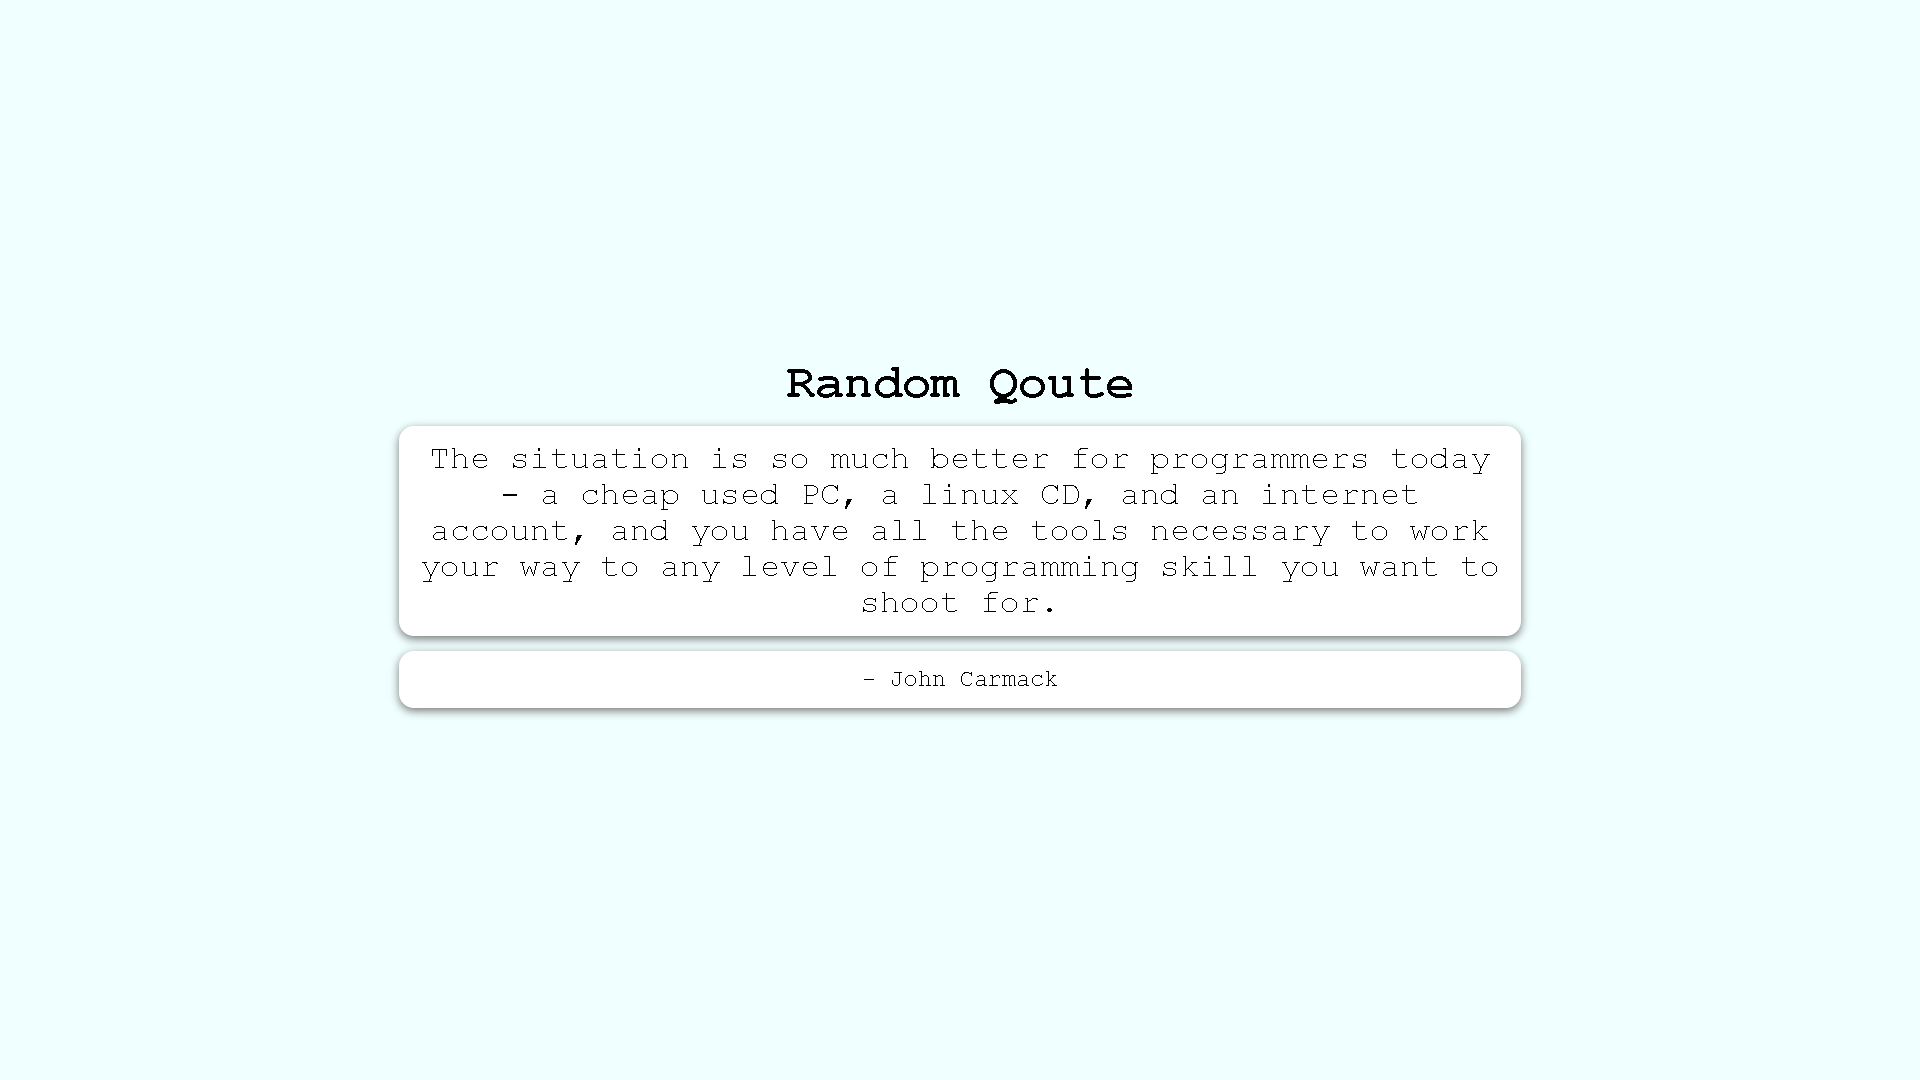 Random Qoute
The situation is so much better for programmers today
- a cheap used PC, a linux CD, and an internet
account, and you have all the tools necessary to work
your way to any level of programming skill you want to
shoot for.
- John Carmack